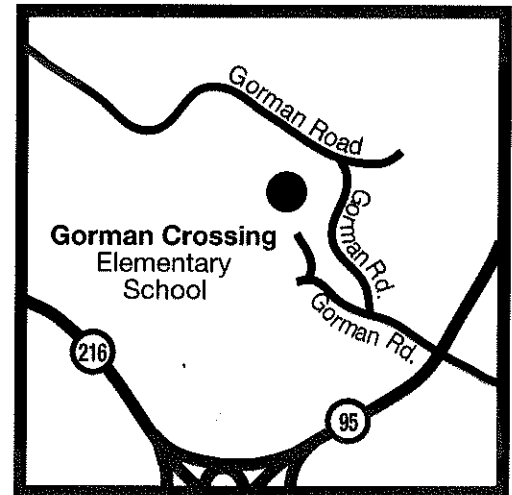 Gorman Road
Gorman Rd.
Gorman Crossing
Elementary
School
Gorman Rd.
216
95